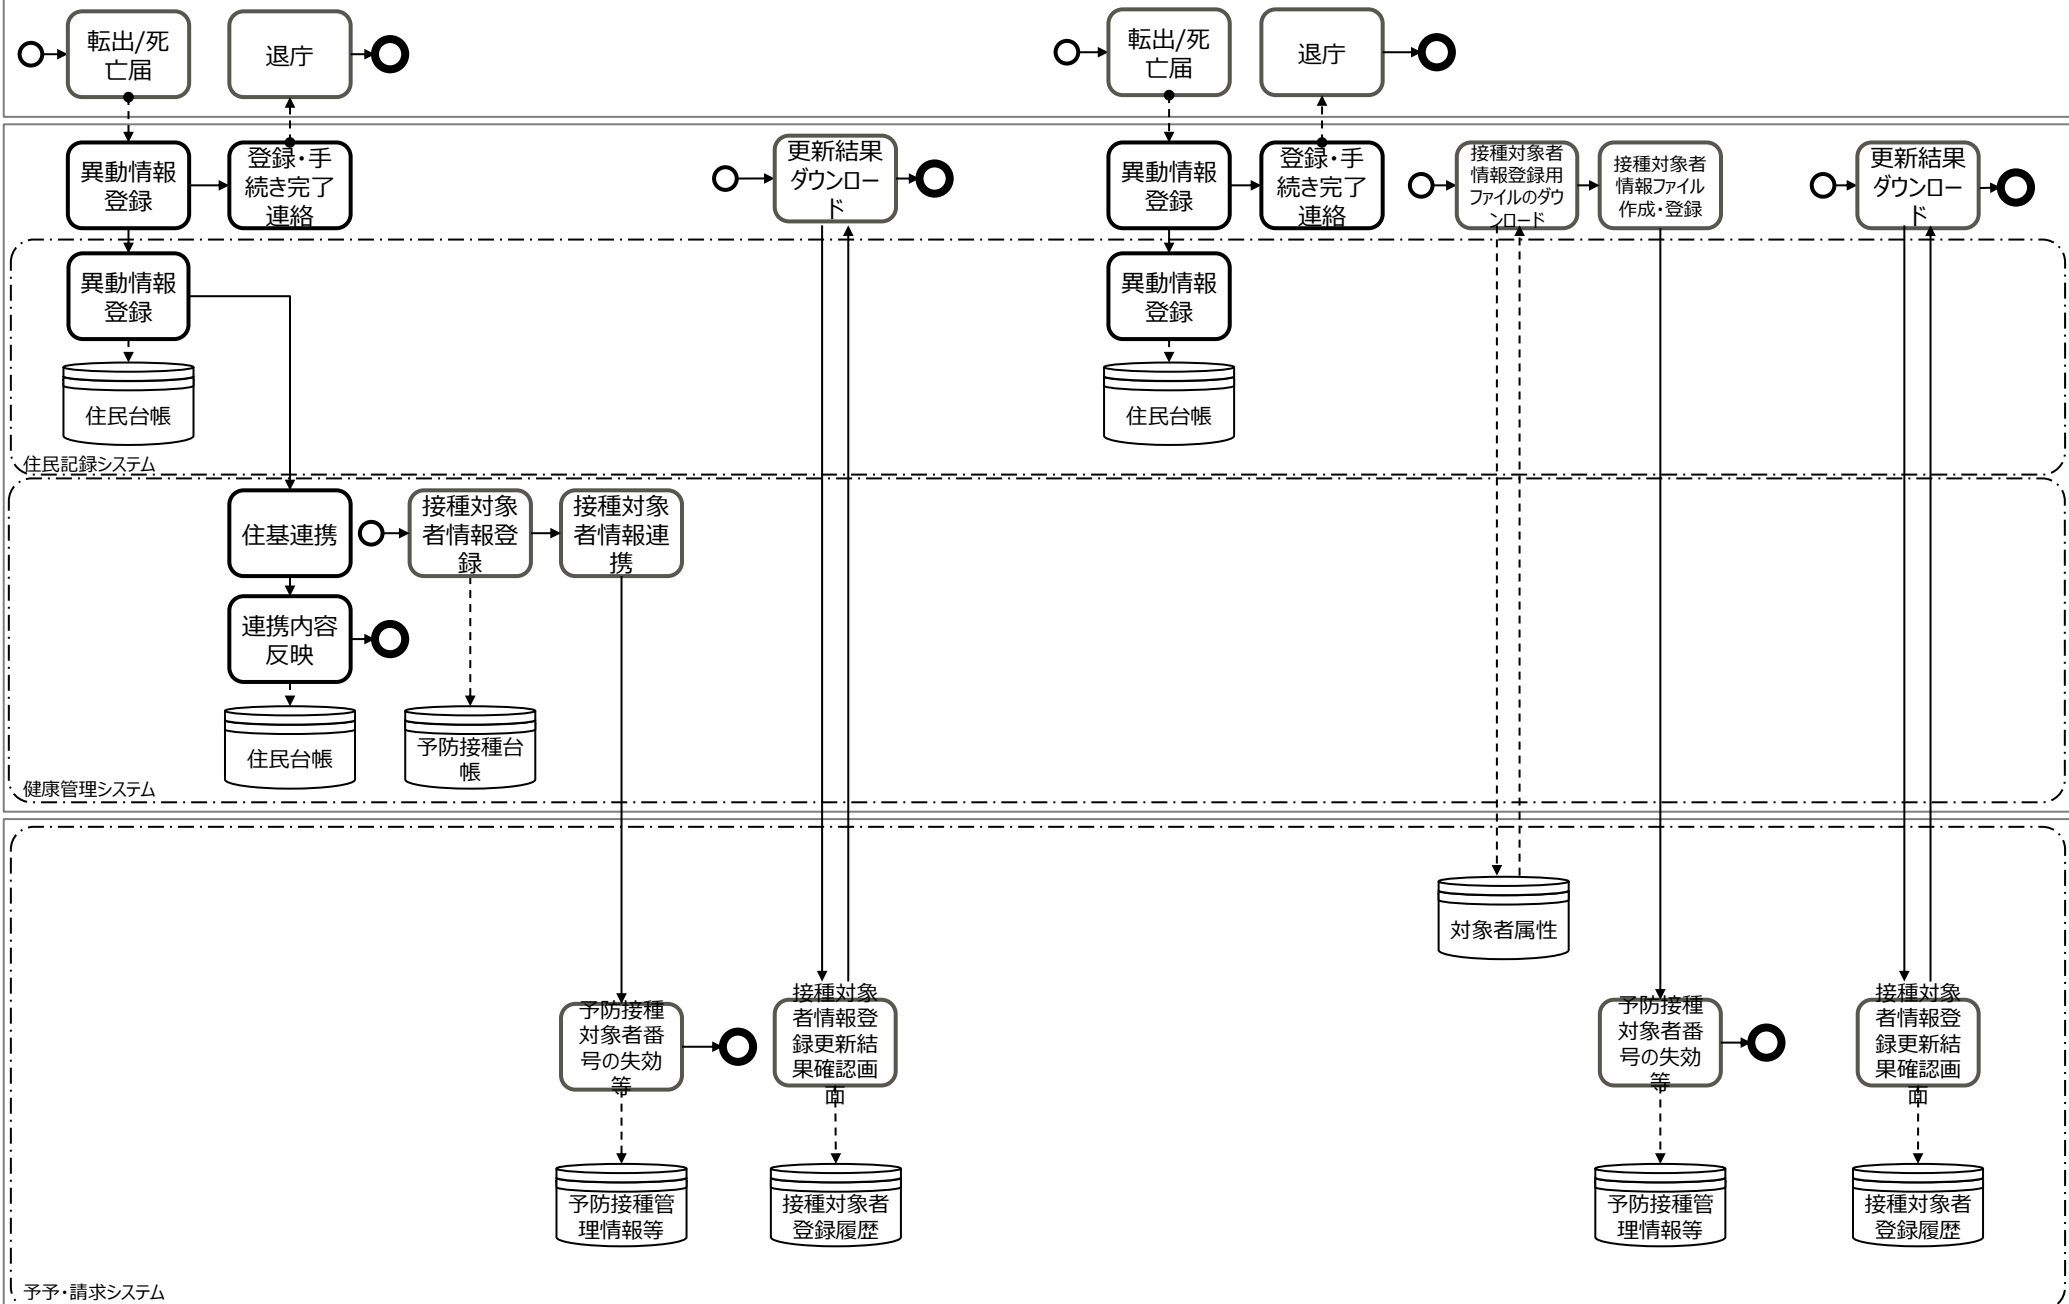 転出/死
亡届
退庁
転出/死
亡届
退庁
異動情報
登録
登録・手
続き完了
連絡
更新結果
ダウンロー
ド
異動情報
登録
登録・手
続き完了
連絡
接種対象者
情報登録用
ファイルのダウ
ンロード
接種対象者
情報ファイル
作成・登録
更新結果
ダウンロー
ド
異動情報
登録
異動情報
登録
住民台帳
住民台帳
住民記録システム
住基連携
接種対象
者情報登
録
接種対象
者情報連
携
連携内容
反映
住民台帳
予防接種台
帳
健康管理システム
対象者属性
予防接種
対象者番
号の失効
等
接種対象
者情報登
録更新結
果確認画
面
予防接種
対象者番
号の失効
等
接種対象
者情報登
録更新結
果確認画
面
予防接種管
理情報等
接種対象者
登録履歴
予防接種管
理情報等
接種対象者
登録履歴
予予・請求システム